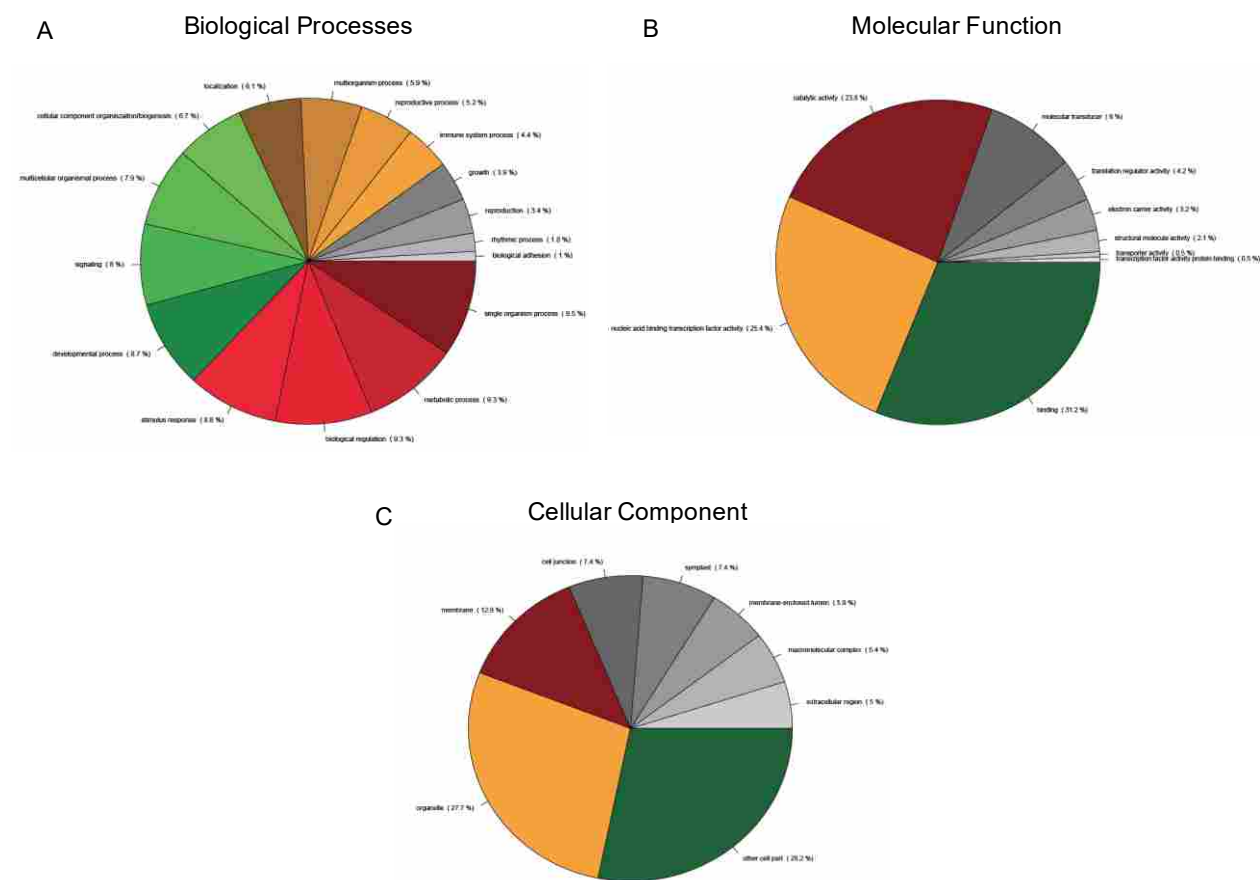 A
Biological Processes
localization ( 6.1 %)
multiorganism process ( 5.9 %)
reproductive process ( 5.2 %)
immune system process ( 4.4 %)
growth ( 3.9 %)
reproduction ( 3.4 %)
rhythmic process ( 1.8 %)
biological adhesion ( 1 %)
single organism process ( 9.5 %)
metabolic process ( 9.3 %)
biological regulation ( 9.3 %)
stimulus response ( 8.8 %)
developmental process ( 8.7 %)
signaling ( 8 %)
multicellular organismal process ( 7.9 %)
cellular component organiszaition/biogenosis ( 6.7 %)
B
Molecular Function
catalytic activity ( 23.8 %)
molecular transducer ( 9 %)
translation regulator activity ( 4.2 %)
electron carrier activity ( 3.2 %)
structural molecule activity ( 2.1 %)
transporter activity ( 0.5 %)
transcription factor activity protein binding ( 0.5 %)
nucleic acid binding transcription factor activity ( 25.4 %)
binding ( 31.2 %)
C
Cellular Component
cell junction ( 7.4 %)
symplast ( 7.4 %)
membrane-enclosed lumen ( 5.9 %)
macromolecular complex ( 5.4 %)
extracellular region ( 5 %)
membrane ( 12.9 %)
organelle ( 27.7 %)
other cell part ( 28.2 %)